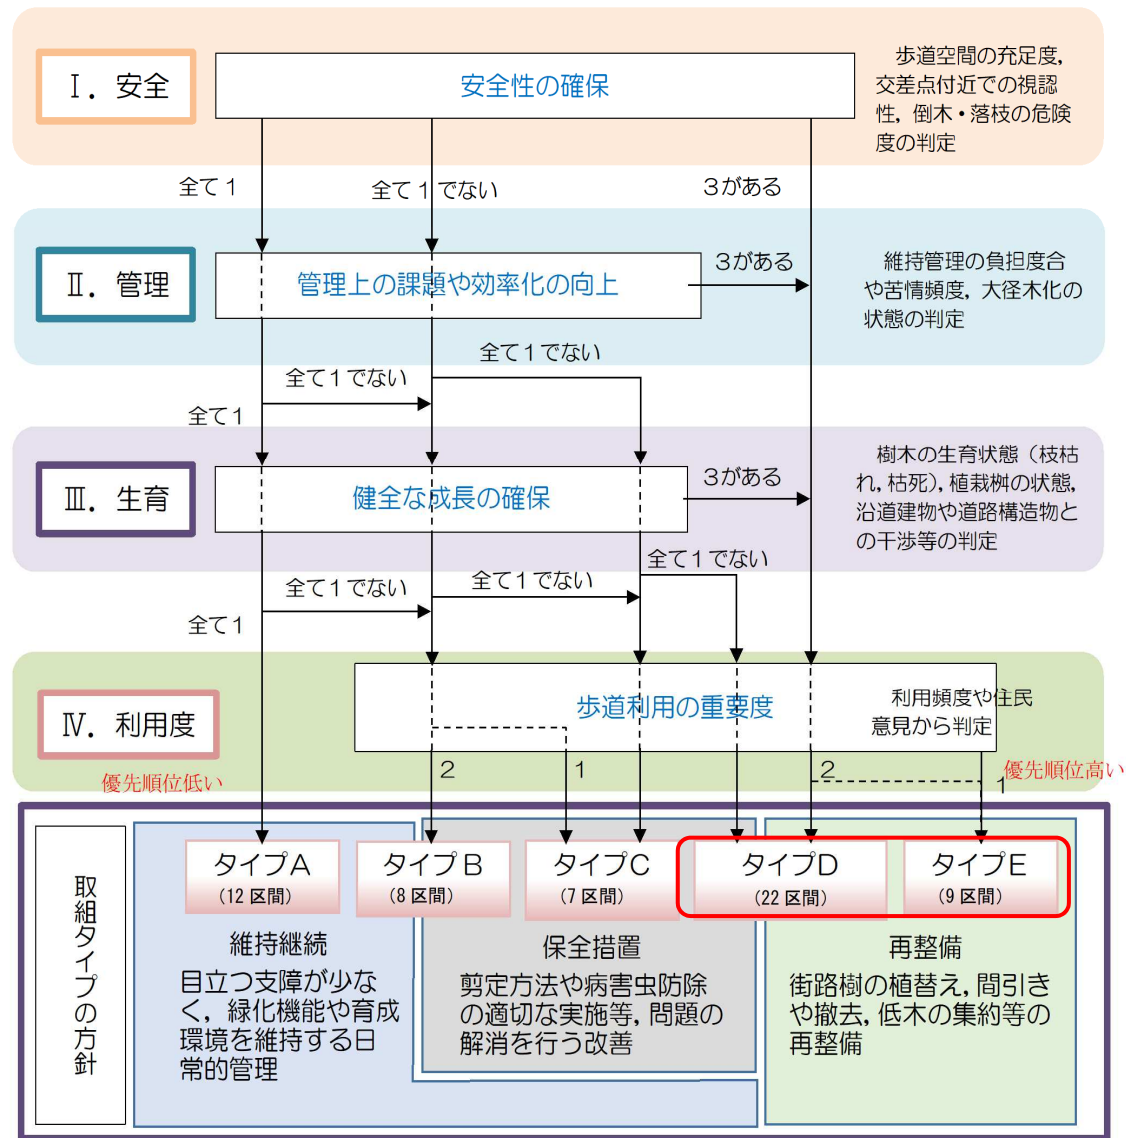 Ⅰ．安全
安全性の確保
歩道空間の充足度，
交差点付近での視認
性，倒木・落枝の危険
度の判定
全て１
全て１でない
３がある
Ⅱ．管理
管理上の課題や効率化の向上
３がある
維持管理の負担度合
や苦情頻度，大径木化の
状態の判定
全て１でない
全て１でない
全て１
Ⅲ．生育
健全な成長の確保
３がある
樹木の生育状態（枝枯
れ，枯死），植栽桝の状態，
沿道建物や道路構造物と
の干渉等の判定
全て１でない
全て１でない
全て１でない
全て１
Ⅳ．利用度
歩道利用の重要度
利用頻度や住民
意見から判定
優先順位低い
２
１
２
１
優先順位高い
取組タイプの方針
タイプＡ
（12 区間）
タイプＢ
（8 区間）
タイプＣ
（7 区間）
タイプＤ
（22 区間）
タイプＥ
（9 区間）
維持継続
目立つ支障が少な
く，緑化機能や育成
環境を維持する日
常的管理
保全措置
剪定方法や病害虫防除
の適切な実施等，問題の
解消を行う改善
再整備
街路樹の植替え，間引き
や撤去，低木の集約等の
再整備